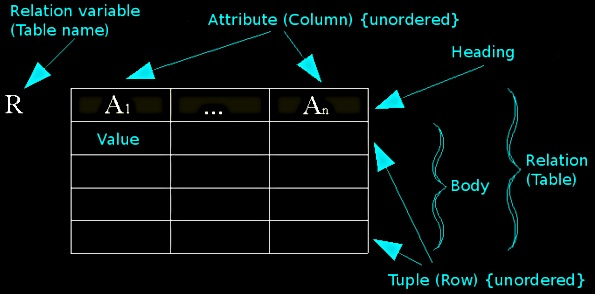 Relation variable
(Table name)
Attribute (Column) {unordered}
Heading
R
A1
...
An
Value
Relation
(Table)
Body
Tuple (Row) {unordered}